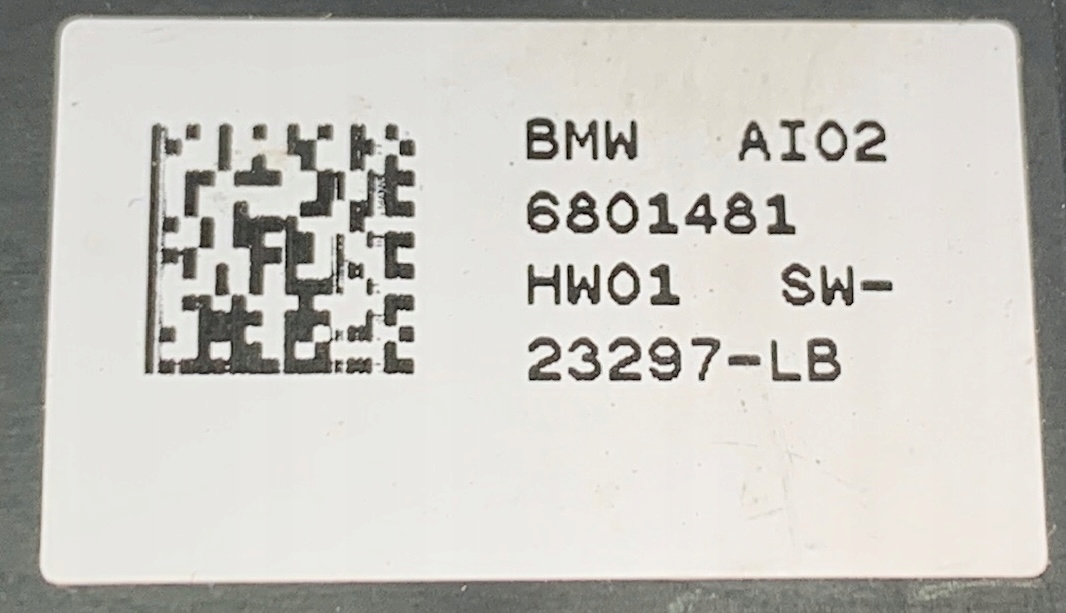 BMW AI02
6801481
HW01 SW-
23297-LB